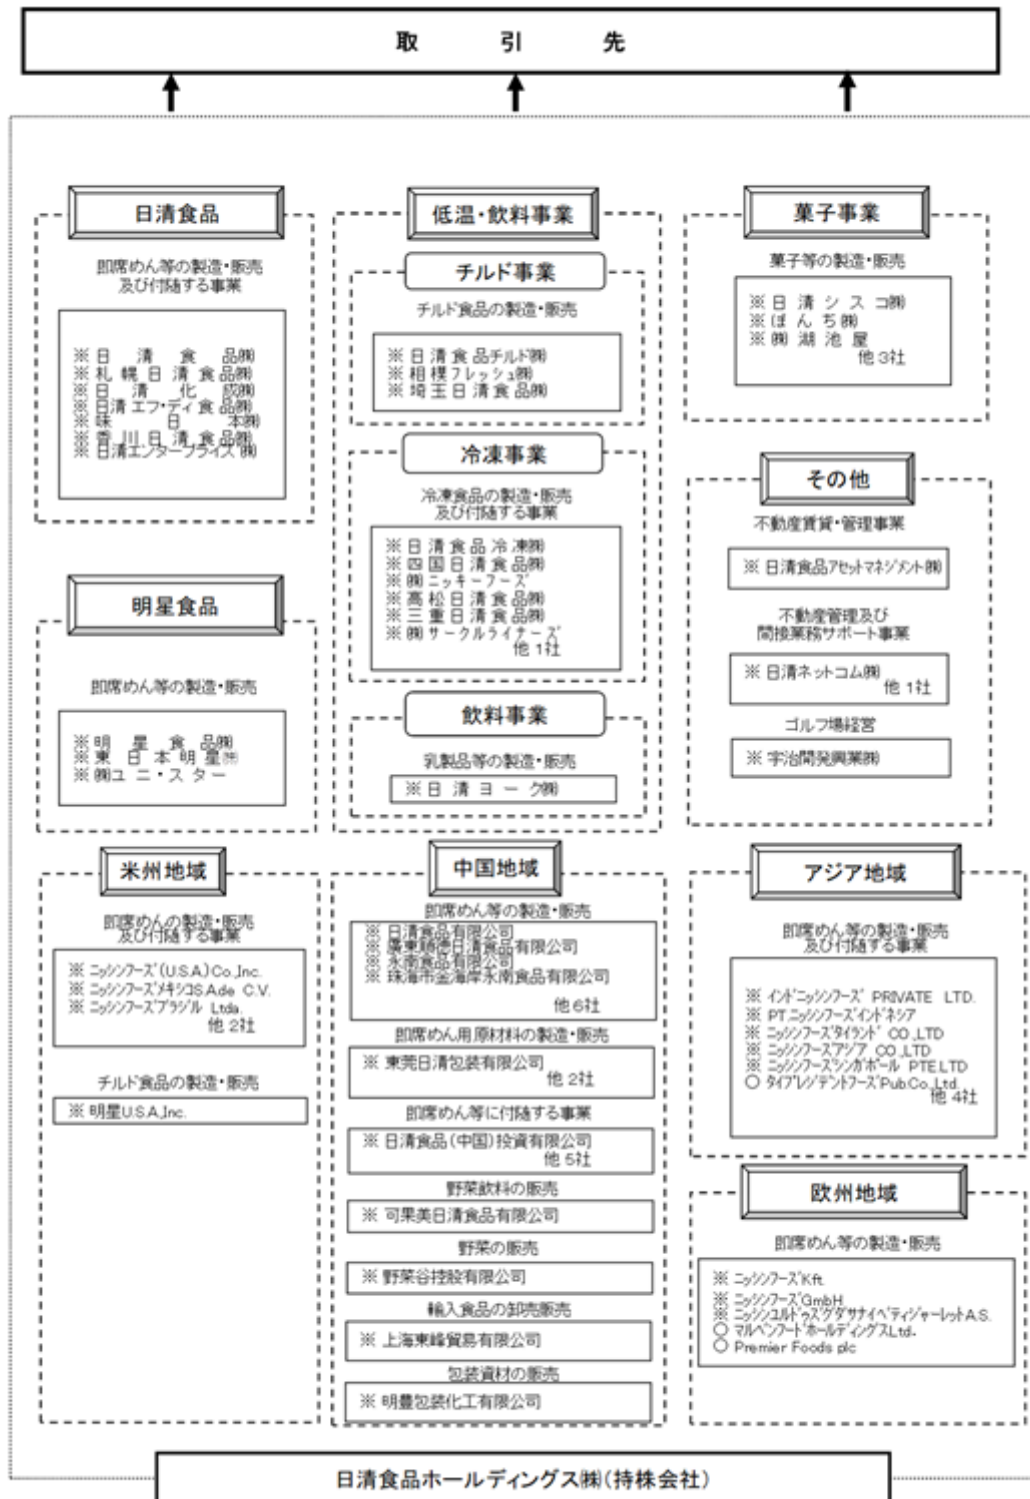 取引先
日清食品
即席めん等の製造・販売
及び付随する事業
※日清食品㈱
※札幌日清食品㈱
※日清化成㈱
※日清エフ・ディ食品㈱
※味日本㈱
※香川日清食品㈱
※日清エンタープライズ㈱
明星食品
即席めん等の製造・販売
※明星食品㈱
※東日本明星㈱
※㈱ユニ・スター
低温・飲料事業
チルド事業
チルド食品の製造・販売
※日清食品チルド㈱
※相模フレッシュ㈱
※埼玉日清食品㈱
冷凍事業
冷凍食品の製造・販売
及び付随する事業
※日清食品冷凍㈱
※四国日清食品㈱
※㈱ニッキーフーズ
※高松日清食品㈱
※三重日清食品㈱
※㈱サークルライナーズ
他1社
飲料事業
乳製品等の製造・販売
※日清ヨーク㈱
菓子事業
菓子等の製造・販売
※日清シスコ㈱
※ぼんち㈱
※㈱湖池屋
他3社
その他
不動産賃貸・管理事業
※日清食品アセットマネジメント㈱
不動産管理及び
間接業務サポート事業
※日清ネットコム㈱
他1社
ゴルフ場経営
※宇治開発興業㈱
米州地域
即席めんの製造・販売
及び付随する事業
※ニッシンフーズ(U.S.A.)Co.,Inc.
※ニッシンフーズメキシコS.A.de C.V.
※ニッシンフーズブラジル Ltda.
他2社
チルド食品の製造・販売
※明星U.S.A.,Inc.
中国地域
即席めん等の製造・販売
※日清食品有限公司
※廣東順徳日清食品有限公司
※永南食品有限公司
※珠海市金海岸永南食品有限公司
他6社
即席めん用原材料の製造・販売
※東莞日清包装有限公司
他2社
即席めん等に付随する事業
※日清食品(中国)投資有限公司
他5社
野菜飲料の販売
※可果美日清食品有限公司
野菜の販売
※野菜谷控股有限公司
輸入食品の卸売販売
※上海東峰貿易有限公司
包装資材の販売
※明豊包装化工有限公司
アジア地域
即席めん等の製造・販売
及び付随する事業
※インドニッシンフーズ PRIVATE LTD.
※PT.ニッシンフーズインドネシア
※ニッシンフーズタイランド CO.,LTD
※ニッシンフーズアジア CO.,LTD
※ニッシンフーズシンガポール PTE.LTD
○タイプレジデントフーズPub.Co.,Ltd.
他4社
欧州地域
即席めん等の製造・販売
※ニッシンフーズKft.
※ニッシンフーズGmbH
※ニッシンユルドゥズグダサナイベティジャーレットA.S.
○マルベンフードホールディングスLtd.
○Premier Foods plc
日清食品ホールディングス㈱(持株会社)